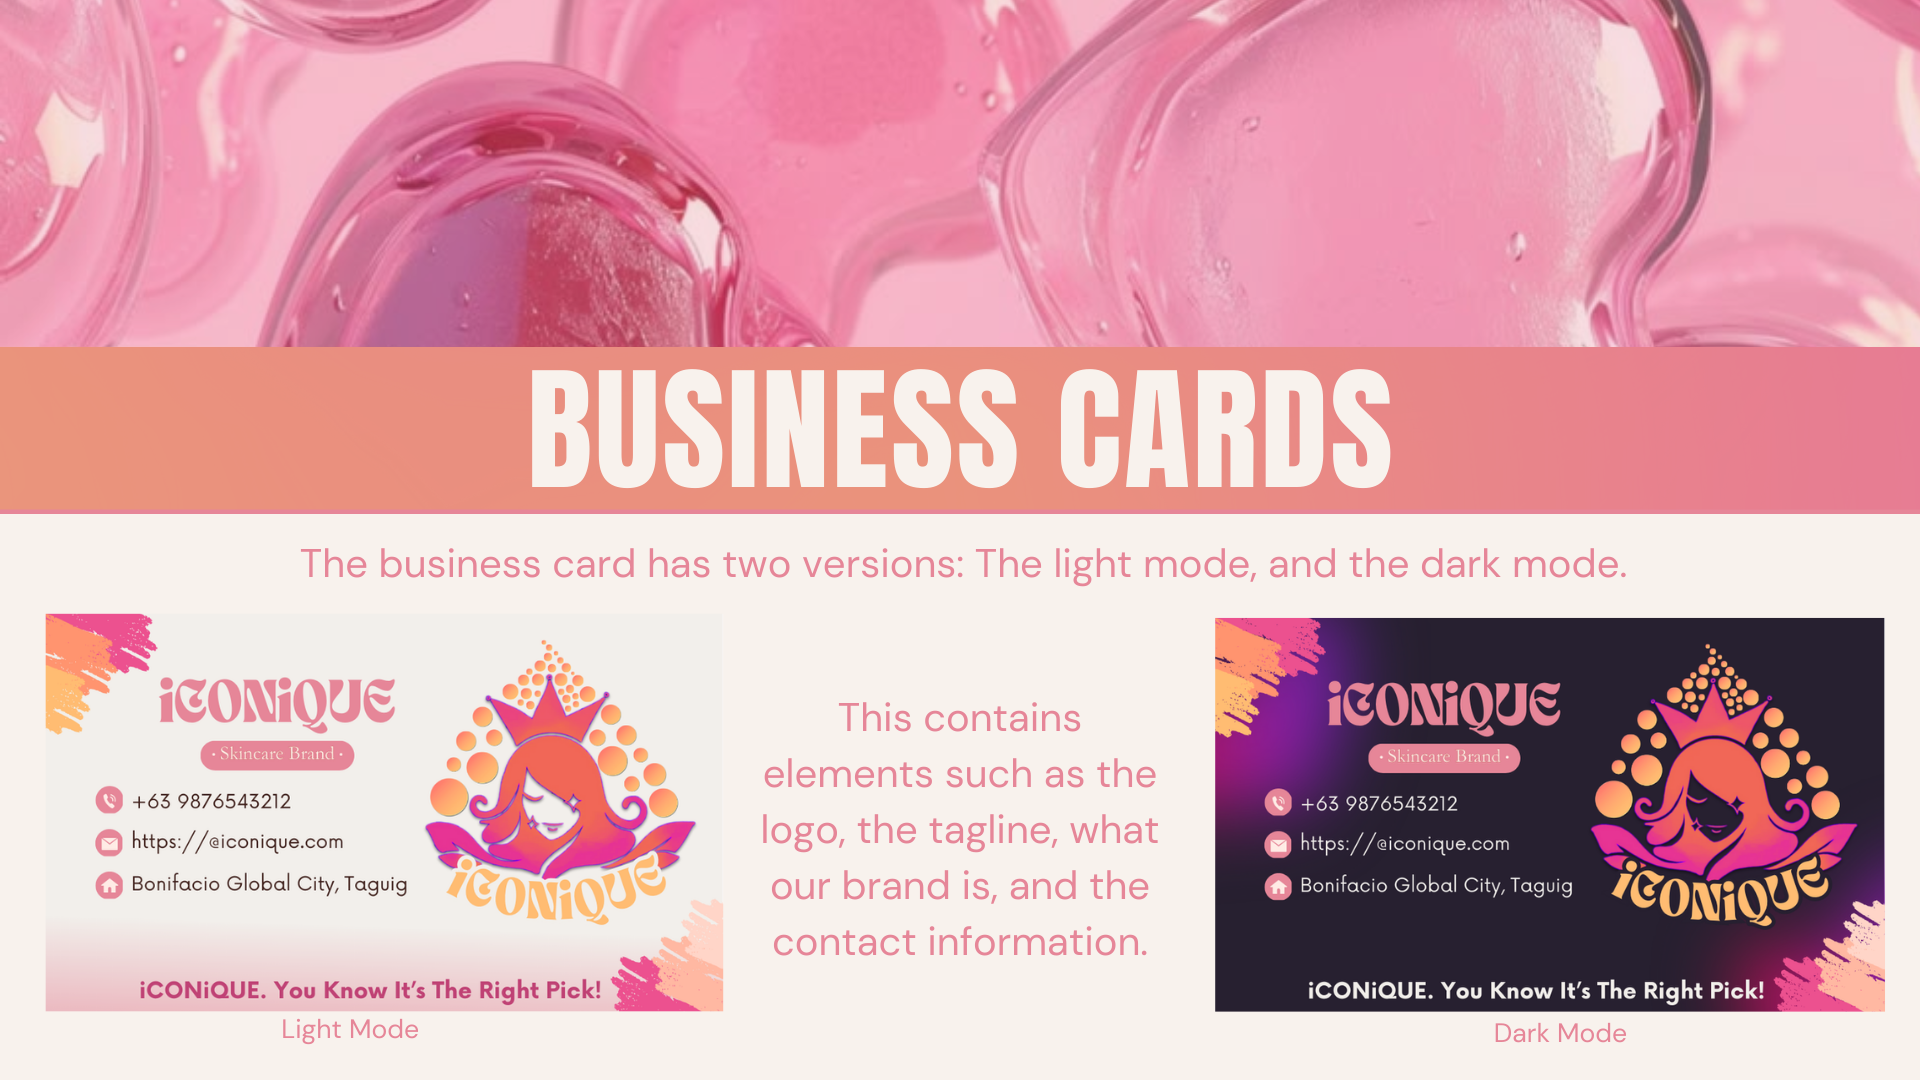 BUSINESS CARDS
The business card has two versions: The light mode, and the dark mode.
iCONiQUE
· Skincare Brand ·
+63 9876543212
https://@iconique.com
Bonifacio Global City, Taguig
iCONiQUE
iCONiQUE. You Know It's The Right Pick!
Light Mode
This contains
elements such as the
logo, the tagline, what
our brand is, and the
contact information.
iCONiQUE
· Skincare Brand ·
+63 9876543212
https://@iconique.com
Bonifacio Global City, Taguig
iCONiQUE
iCONiQUE. You Know It's The Right Pick!
Dark Mode